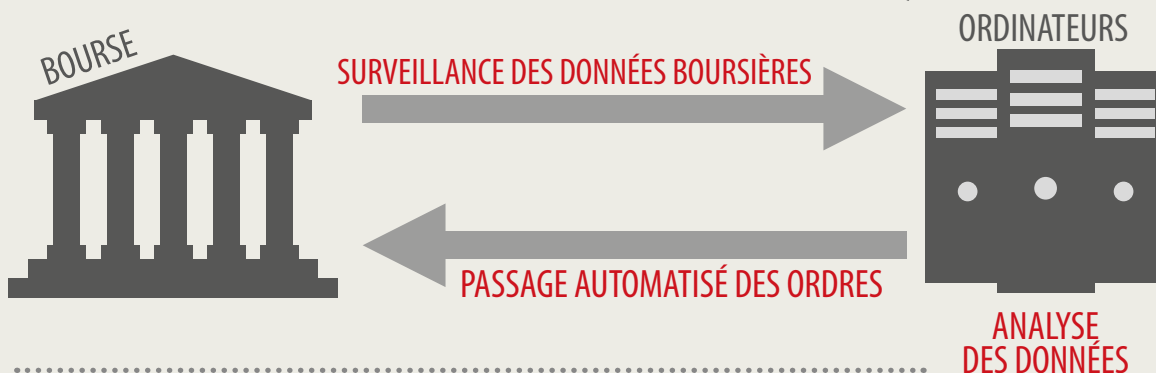 BOURSE
SURVEILLANCE DES DONNÉES BOURSIÈRES
ORDINATEURS
PASSAGE AUTOMATISÉ DES ORDRES
ANALYSE
DES DONNÉES